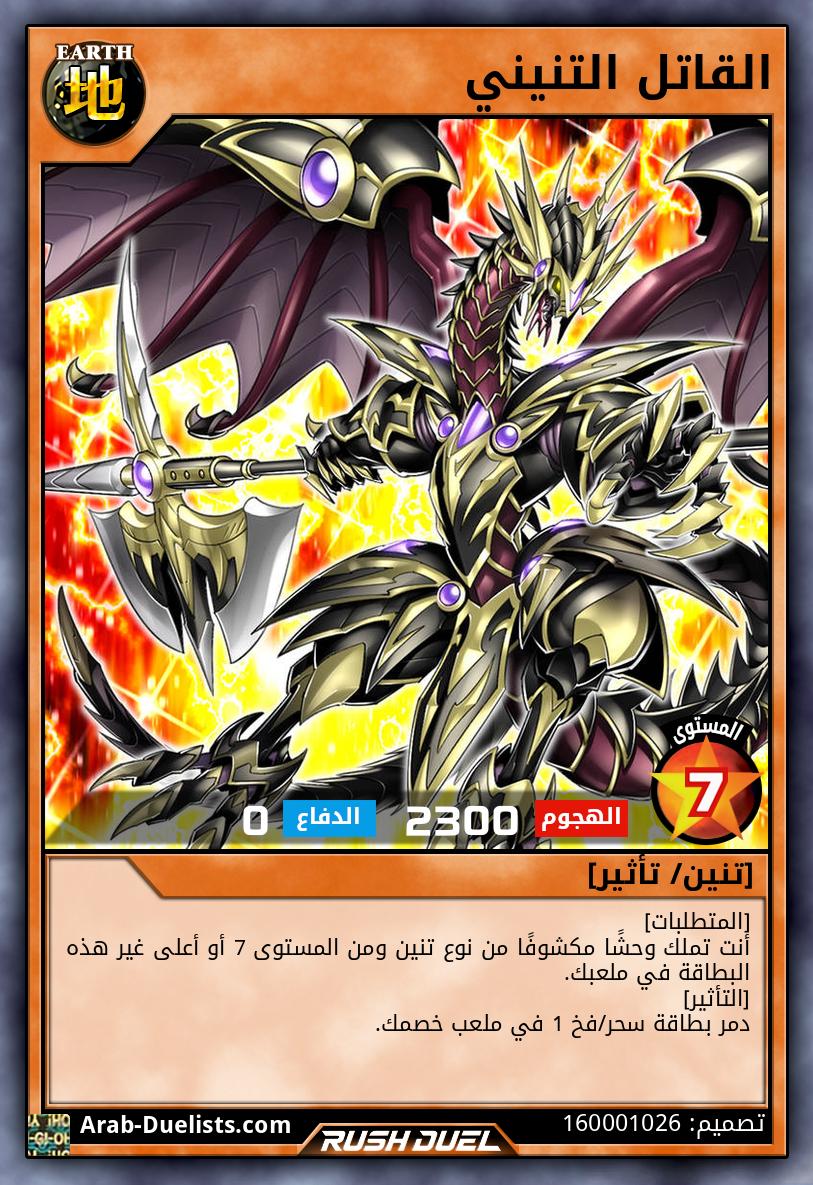 EARTH
地
القاتل التنيني
المستوى
7
الهجوم 2300 الدفاع 0
[تنين/ تأثير]
[المتطلبات]
أنت تملك وحشًا مكشوفًا من نوع تنين ومن المستوى 7 أو أعلى غير هذه
البطاقة في ملعبك.
[التأثير]
دمر بطاقة سحر/فخ 1 في ملعب خصمك.
تصميم: 160001026
Arab-Duelists.com
RUSH DUEL